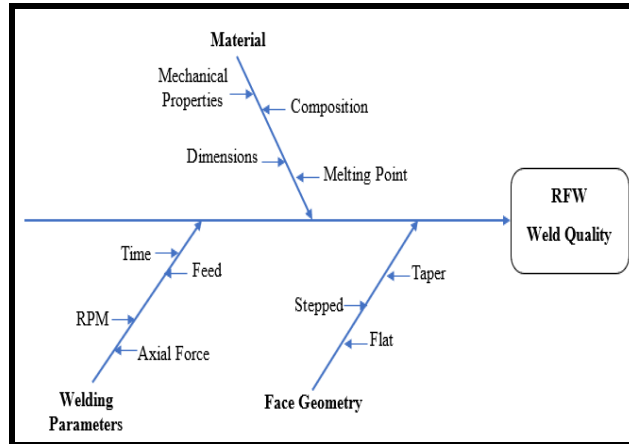 Material
Mechanical
Properties
Composition
Dimensions
Melting Point
RFW
Weld Quality
Time
Feed
RPM
Axial Force
Welding
Parameters
Taper
Stepped
Flat
Face Geometry